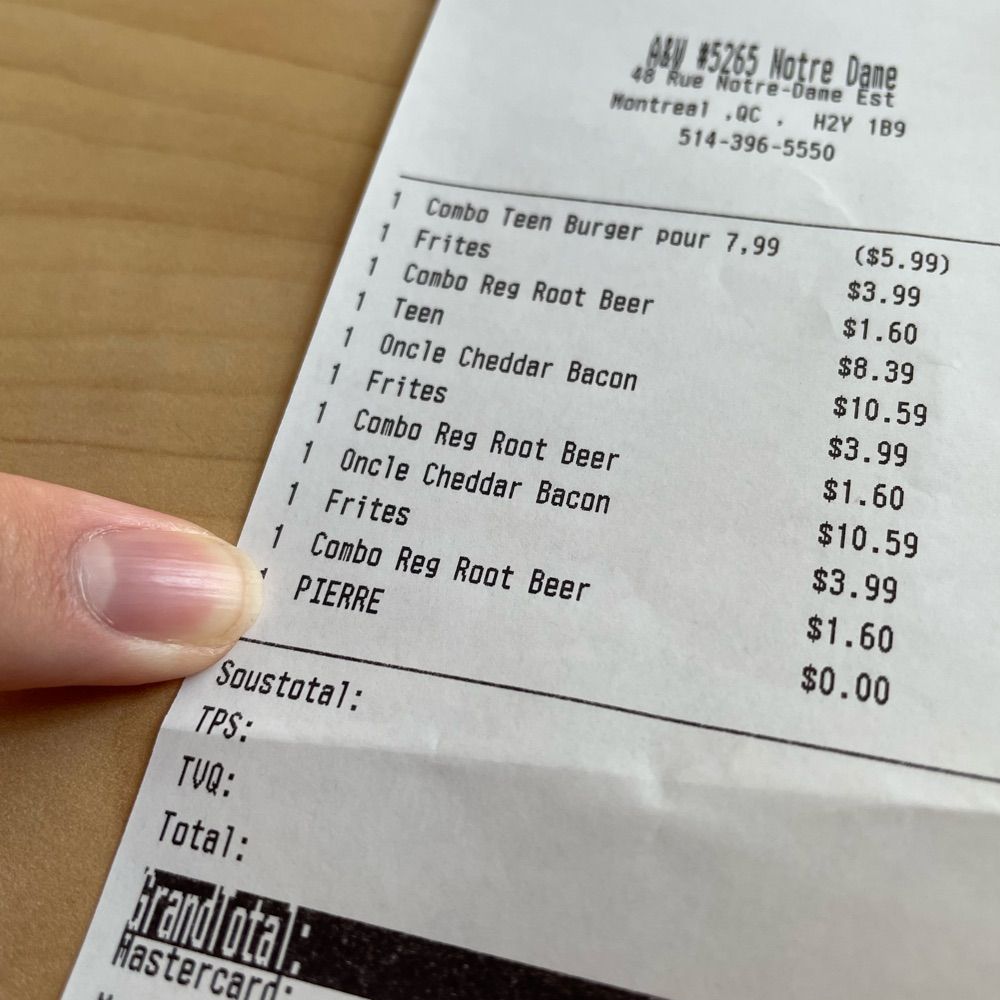 A&W #5265 Notre Dame
48 Rue Notre-Dame Est
Montreal ,QC , H2Y 1B9
514-396-5550
1 Combo Teen Burger pour 7,99 ($5.99)
1 Frites $3.99
1 Combo Reg Root Beer $1.60
1 Teen $8.39
1 Oncle Cheddar Bacon $10.59
1 Frites $3.99
1 Combo Reg Root Beer $1.60
1 Oncle Cheddar Bacon $10.59
1 Frites $3.99
1 Combo Reg Root Beer $1.60
1 PIERRE $0.00
Soustotal:
TPS:
TVQ:
Total:
GrandTotal:
Mastercard: